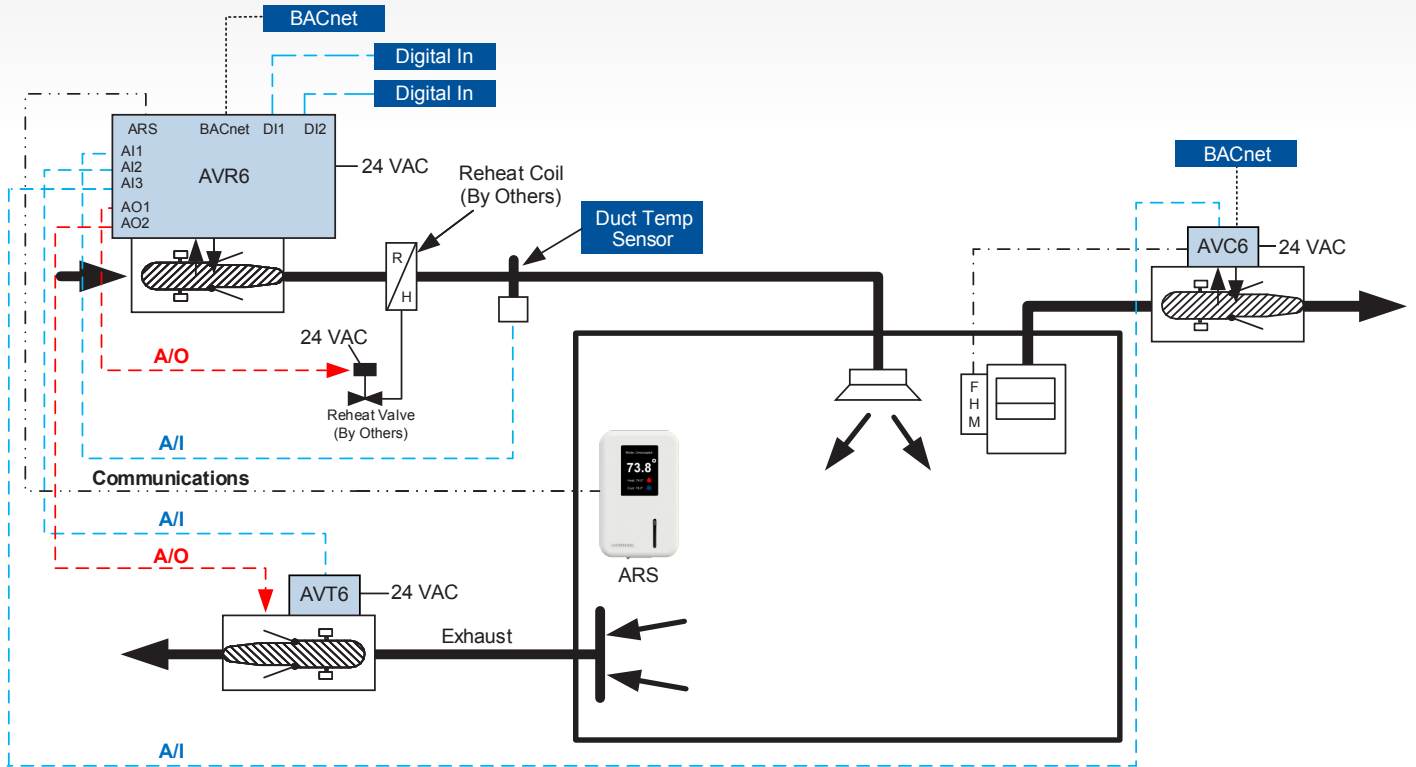 BACnet
Digital In
Digital In
ARS BACnet DI1 DI2
AI1
AI2
AI3
AO1
AO2
AVR6
24 VAC
Reheat Coil
(By Others)
Duct Temp
Sensor
BACnet
AVC6
24 VAC
R
/
H
24 VAC
A/O
Reheat Valve
(By Others)
F
H
M
A/I
Communications
73.8°
ARS
A/I
A/O
AVT6
24 VAC
Exhaust
A/I